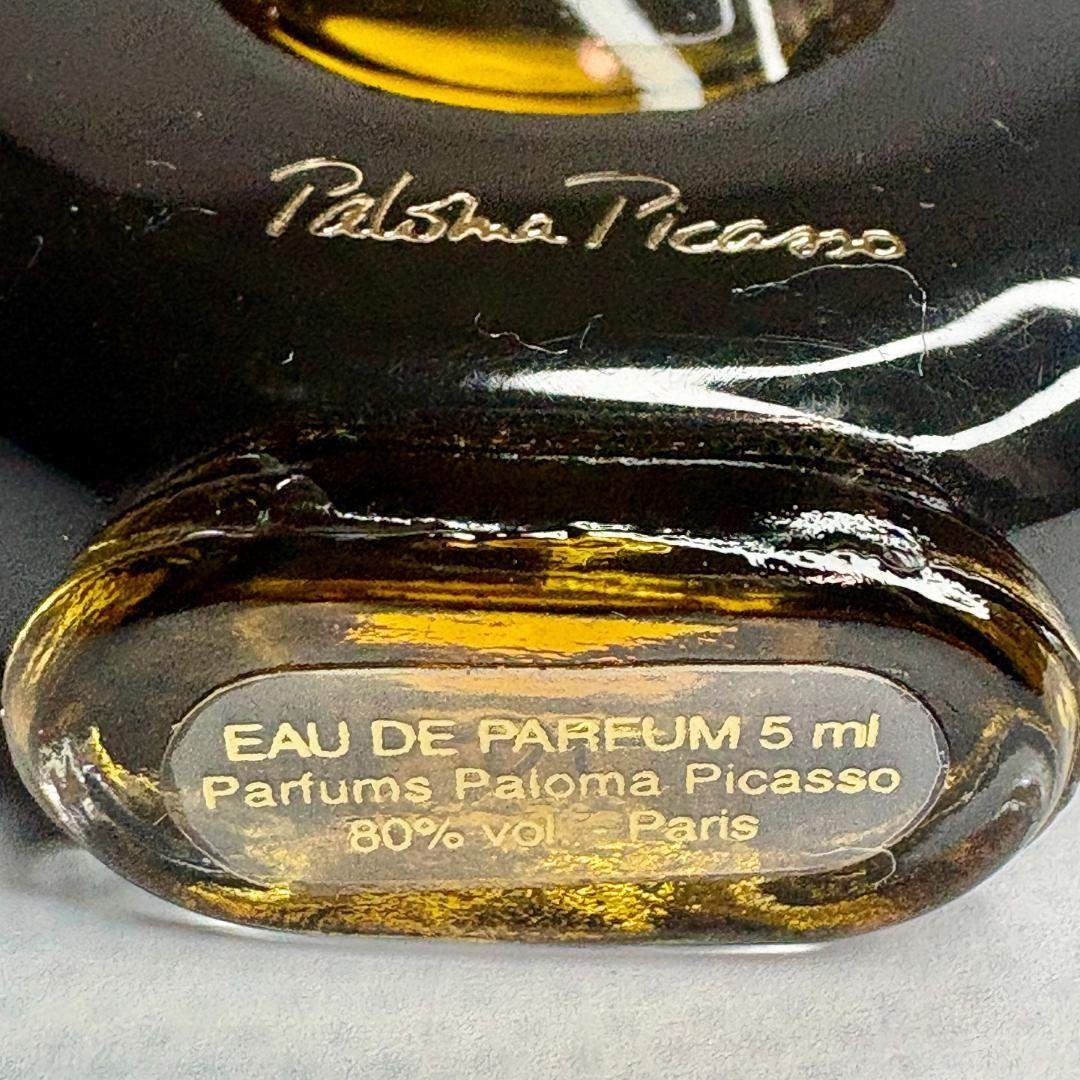 Paloma Picasso
EAU DE PARFUM 5 ml
Parfums Paloma Picasso
80% vol. - Paris